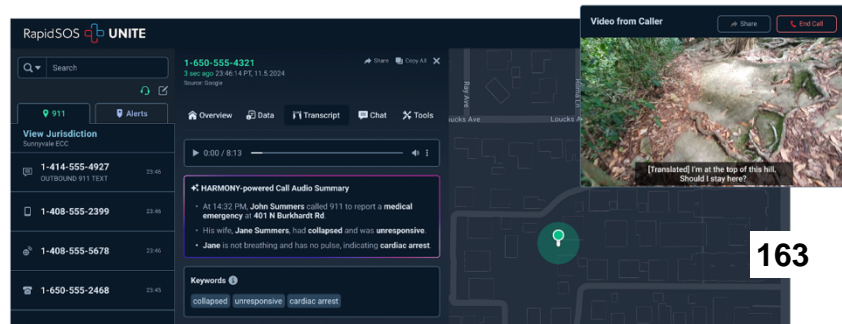 RapidSOS UNITE
Search
911
Alerts
View Jurisdiction
Sunnyvale ECC
1-414-555-4927
OUTBOUND 911 TEXT
23:46
1-408-555-2399
23:46
1-408-555-5678
23:46
1-650-555-2468
23:45
1-650-555-4321
3 sec ago 23:46:14 PT, 11.5 2024
Source: Google
Share
Copy All
Overview
Data
Transcript
Chat
Tools
0:00 / 8:13
HARMONY-powered Call Audio Summary
• At 14:32 PM, John Summers called 911 to report a medical
emergency at 401 N Burkhardt Rd.
• His wife, Jane Summers, had collapsed and was unresponsive.
• Jane is not breathing and has no pulse, indicating cardiac arrest.
Keywords
collapsed unresponsive cardiac arrest
Ray Ave
Loucks Ave
Video from Caller
Share
End Call
[Translated] I'm at the top of this hill.
Should I stay here?
163